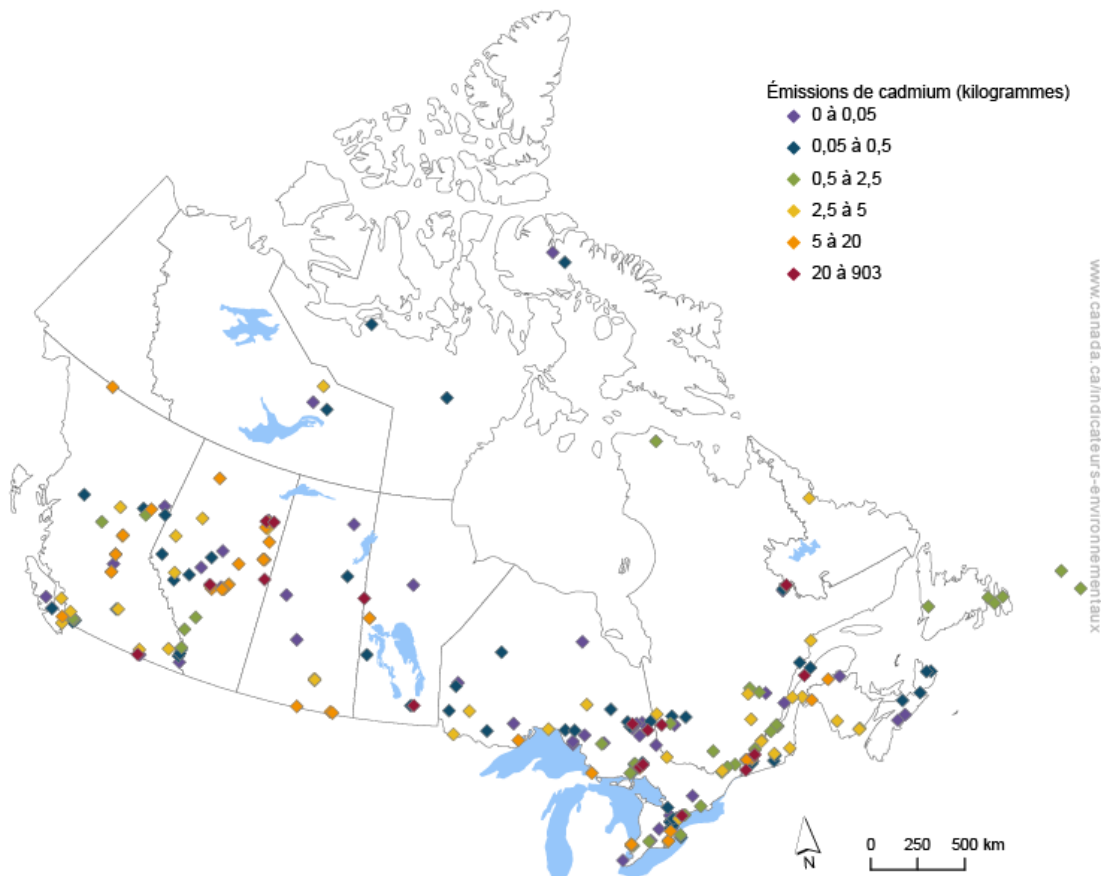 Émissions de cadmium (kilogrammes)
0 à 0,05
0,05 à 0,5
0,5 à 2,5
2,5 à 5
5 à 20
20 à 903
www.canada.ca/indicateurs-environnementaux
N
0 250 500 km